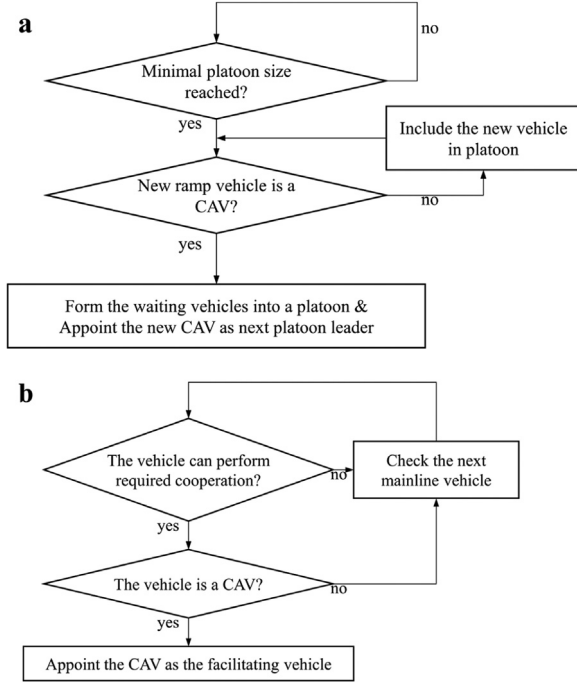 a
no
Minimal platoon size
reached?
yes
Include the new vehicle
in platoon
New ramp vehicle is a
CAV?
no
yes
Form the waiting vehicles into a platoon &
Appoint the new CAV as next platoon leader
b
The vehicle can perform
required cooperation?
no
Check the next
mainline vehicle
yes
The vehicle is a CAV?
no
yes
Appoint the CAV as the facilitating vehicle